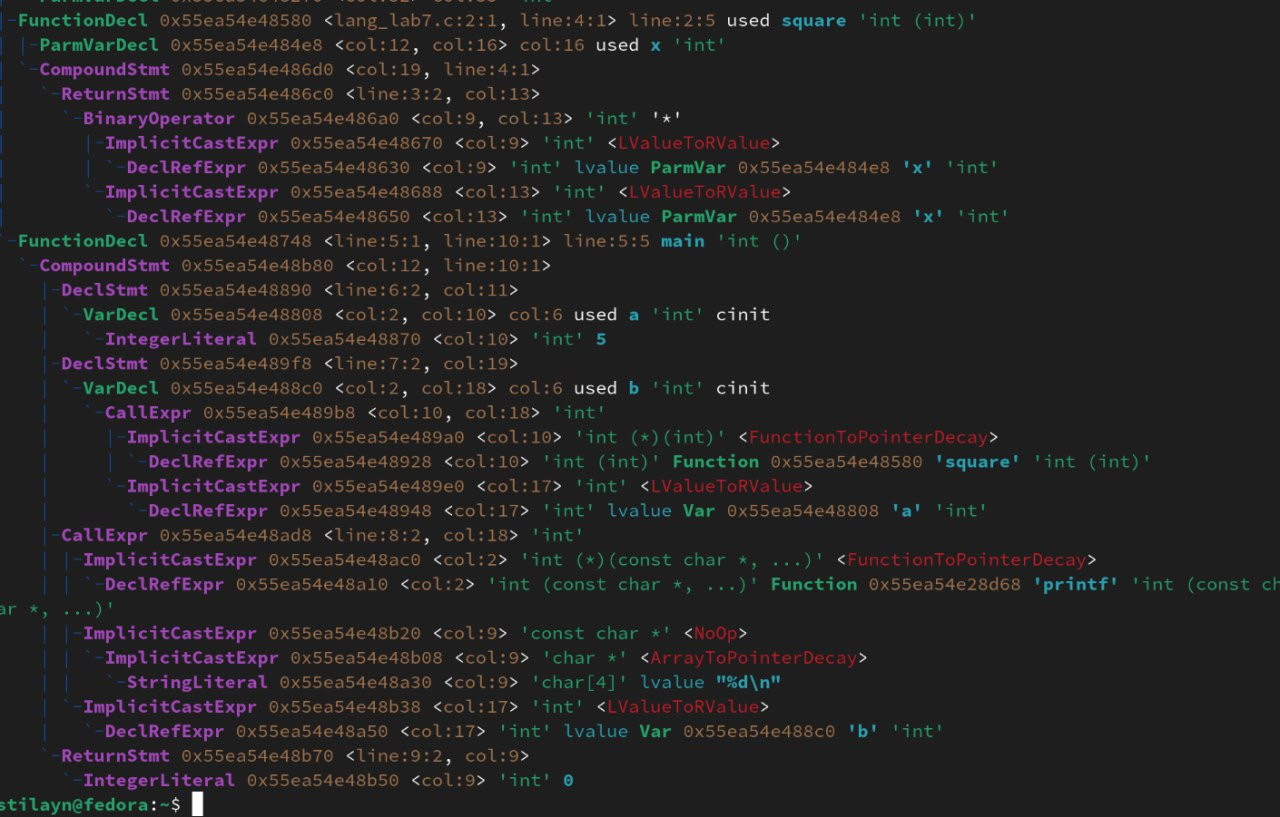 -FunctionDecl 0x55ea54e48580 <lang_lab7.c:2:1, line:4:1> line:2:5 used square 'int (int)'
| |-ParmVarDecl 0x55ea54e484e8 <col:12, col:16> col:16 used x 'int'
| `-CompoundStmt 0x55ea54e486d0 <col:19, line:4:1>
|   `-ReturnStmt 0x55ea54e486c0 <line:3:2, col:13>
|     `-BinaryOperator 0x55ea54e486a0 <col:9, col:13> 'int' '*'
|       |-ImplicitCastExpr 0x55ea54e48670 <col:9> 'int' <LValueToRValue>
|       | `-DeclRefExpr 0x55ea54e48630 <col:9> 'int' lvalue ParmVar 0x55ea54e484e8 'x' 'int'
|       `-ImplicitCastExpr 0x55ea54e48688 <col:13> 'int' <LValueToRValue>
|         `-DeclRefExpr 0x55ea54e48650 <col:13> 'int' lvalue ParmVar 0x55ea54e484e8 'x' 'int'
`-FunctionDecl 0x55ea54e48748 <line:5:1, line:10:1> line:5:5 main 'int ()'
  `-CompoundStmt 0x55ea54e48b80 <col:12, line:10:1>
    |-DeclStmt 0x55ea54e48890 <line:6:2, col:11>
    | `-VarDecl 0x55ea54e48808 <col:2, col:10> col:6 used a 'int' cinit
    |   `-IntegerLiteral 0x55ea54e48870 <col:10> 'int' 5
    |-DeclStmt 0x55ea54e489f8 <line:7:2, col:19>
    | `-VarDecl 0x55ea54e488c0 <col:2, col:18> col:6 used b 'int' cinit
    |   `-CallExpr 0x55ea54e489b8 <col:10, col:18> 'int'
    |     |-ImplicitCastExpr 0x55ea54e489a0 <col:10> 'int (*)(int)' <FunctionToPointerDecay>
    |     | `-DeclRefExpr 0x55ea54e48928 <col:10> 'int (int)' Function 0x55ea54e48580 'square' 'int (int)'
    |     `-ImplicitCastExpr 0x55ea54e489e0 <col:17> 'int' <LValueToRValue>
    |       `-DeclRefExpr 0x55ea54e48948 <col:17> 'int' lvalue Var 0x55ea54e48808 'a' 'int'
    |-CallExpr 0x55ea54e48ad8 <line:8:2, col:18> 'int'
    | |-ImplicitCastExpr 0x55ea54e48ac0 <col:2> 'int (*)(const char *, ...)' <FunctionToPointerDecay>
    | | `-DeclRefExpr 0x55ea54e48a10 <col:2> 'int (const char *, ...)' Function 0x55ea54e28d68 'printf' 'int (const ch
ar *, ...)'
    | |-ImplicitCastExpr 0x55ea54e48b20 <col:9> 'const char *' <NoOp>
    | | `-ImplicitCastExpr 0x55ea54e48b08 <col:9> 'char *' <ArrayToPointerDecay>
    | |   `-StringLiteral 0x55ea54e48a30 <col:9> 'char[4]' lvalue "%d\n"
    | `-ImplicitCastExpr 0x55ea54e48b38 <col:17> 'int' <LValueToRValue>
    |   `-DeclRefExpr 0x55ea54e48a50 <col:17> 'int' lvalue Var 0x55ea54e488c0 'b' 'int'
    `-ReturnStmt 0x55ea54e48b70 <line:9:2, col:9>
      `-IntegerLiteral 0x55ea54e48b50 <col:9> 'int' 0
stilayn@fedora:~$